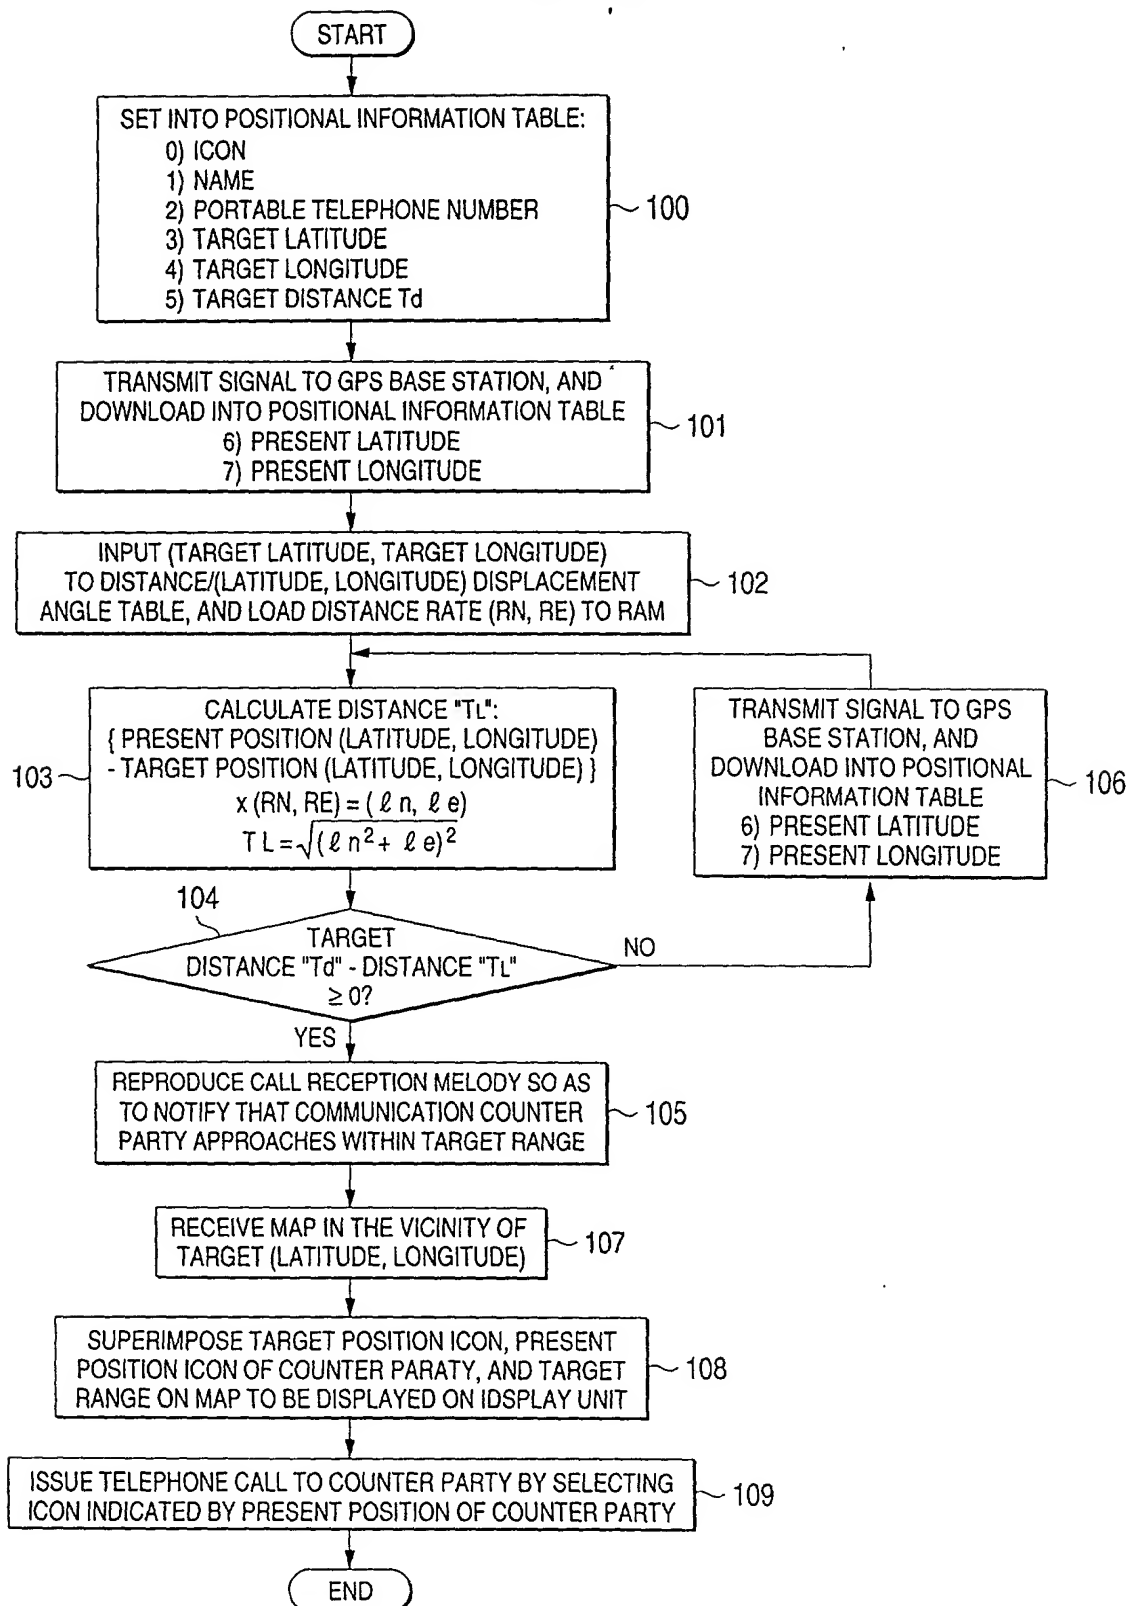 START
SET INTO POSITIONAL INFORMATION TABLE:
0) ICON
1) NAME
2) PORTABLE TELEPHONE NUMBER
3) TARGET LATITUDE
4) TARGET LONGITUDE
5) TARGET DISTANCE Td
100
TRANSMIT SIGNAL TO GPS BASE STATION, AND
DOWNLOAD INTO POSITIONAL INFORMATION TABLE
6) PRESENT LATITUDE
7) PRESENT LONGITUDE
101
INPUT (TARGET LATITUDE, TARGET LONGITUDE)
TO DISTANCE/(LATITUDE, LONGITUDE) DISPLACEMENT
ANGLE TABLE, AND LOAD DISTANCE RATE (RN, RE) TO RAM
102
CALCULATE DISTANCE "TL":
{ PRESENT POSITION (LATITUDE, LONGITUDE)
- TARGET POSITION (LATITUDE, LONGITUDE) }
x (RN, RE) = ( ℓ n, ℓ e)
T L = √(ℓ n² + ℓ e)²
103
TRANSMIT SIGNAL TO GPS
BASE STATION, AND
DOWNLOAD INTO POSITIONAL
INFORMATION TABLE
6) PRESENT LATITUDE
7) PRESENT LONGITUDE
106
104
TARGET
DISTANCE "Td" - DISTANCE "TL"
≥ 0?
NO
YES
REPRODUCE CALL RECEPTION MELODY SO AS
TO NOTIFY THAT COMMUNICATION COUNTER
PARTY APPROACHES WITHIN TARGET RANGE
105
RECEIVE MAP IN THE VICINITY OF
TARGET (LATITUDE, LONGITUDE)
107
SUPERIMPOSE TARGET POSITION ICON, PRESENT
POSITION ICON OF COUNTER PARATY, AND TARGET
RANGE ON MAP TO BE DISPLAYED ON IDSPLAY UNIT
108
ISSUE TELEPHONE CALL TO COUNTER PARTY BY SELECTING
ICON INDICATED BY PRESENT POSITION OF COUNTER PARTY
109
END